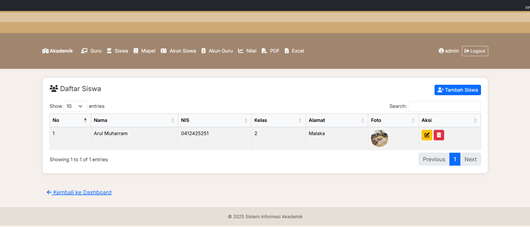 Akademik Guru Siswa Mapel Akun Siswa Akun Guru Nilai PDF Excel admin Logout
Daftar Siswa
Tambah Siswa
Show 10 entries Search:
No Nama NIS Kelas Alamat Foto Aksi
1 Arul Muharram 0412425251 2 Malaka
Showing 1 to 1 of 1 entries Previous 1 Next
Kembali ke Dashboard
© 2025 Sistem Informasi Akademik